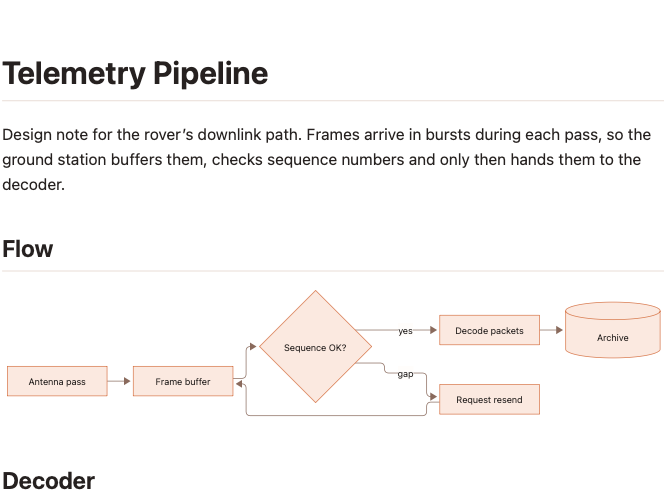 Telemetry Pipeline
Design note for the rover’s downlink path. Frames arrive in bursts during each pass, so the
ground station buffers them, checks sequence numbers and only then hands them to the
decoder.
Flow
Antenna pass
Frame buffer
Sequence OK?
yes
Decode packets
Archive
gap
Request resend
Decoder